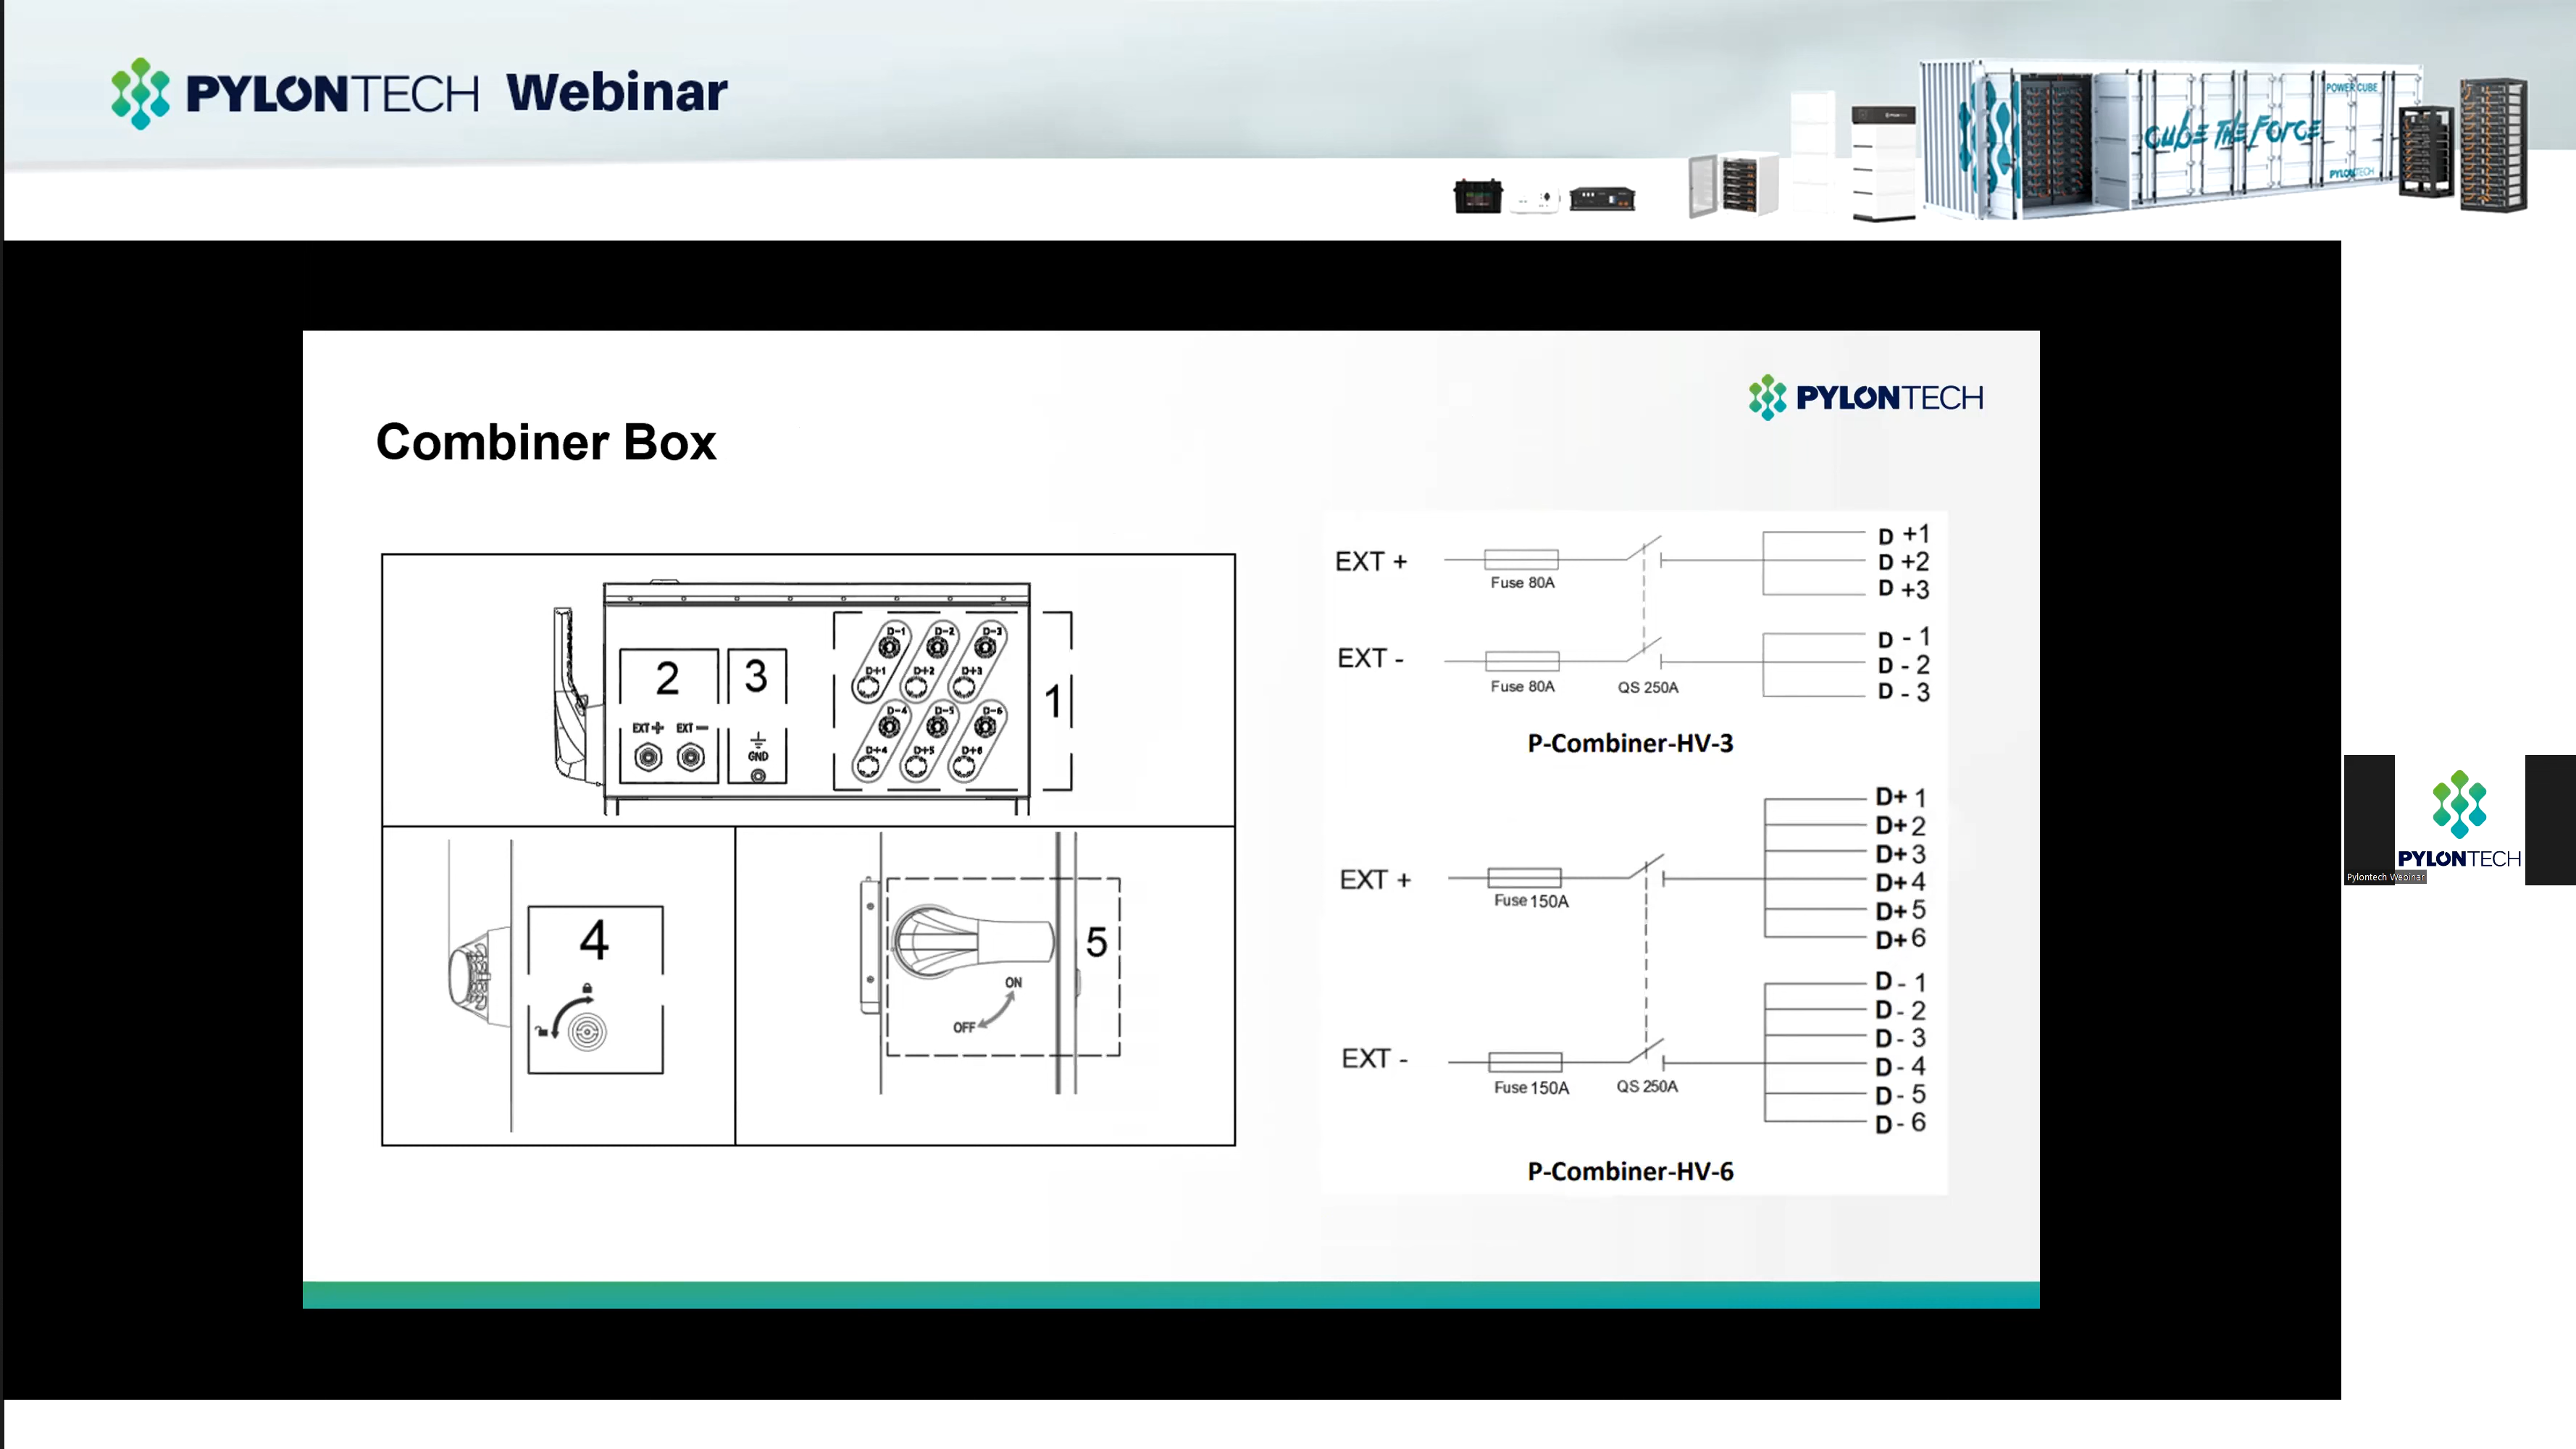 PYLONTECH Webinar
POWER CUBE
CUBE THE FORCE
PYLONTECH
PYLONTECH
Combiner Box
D-1 D-2 D-3
D+1 D+2 D+3
D-4 D-5 D-6
D+4 D+5 D+6
1
2
EXT + EXT -
3
GND
4
5
ON
OFF
EXT +
Fuse 80A
D +1
D +2
D +3
EXT -
Fuse 80A
QS 250A
D - 1
D - 2
D - 3
P-Combiner-HV-3
EXT +
Fuse 150A
D+ 1
D+ 2
D+ 3
D+ 4
D+ 5
D+ 6
EXT -
Fuse 150A
QS 250A
D - 1
D - 2
D - 3
D - 4
D - 5
D - 6
P-Combiner-HV-6
PYLONTECH
Pylontech Webinar